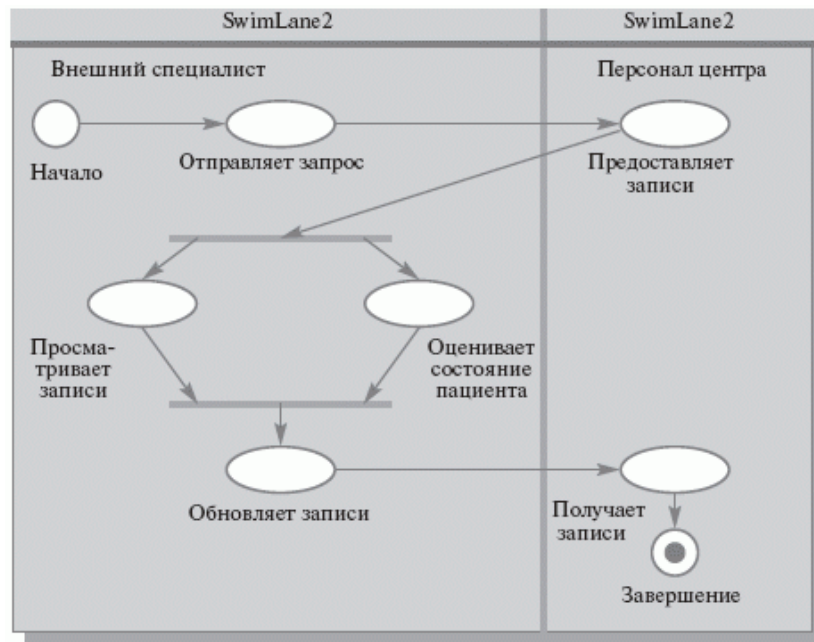 SwimLane2
SwimLane2
Внешний специалист
Персонал центра
Начало
Отправляет запрос
Предоставляет
записи
Просма-
тривает
записи
Оценивает
состояние
пациента
Обновляет записи
Получает
записи
Завершение